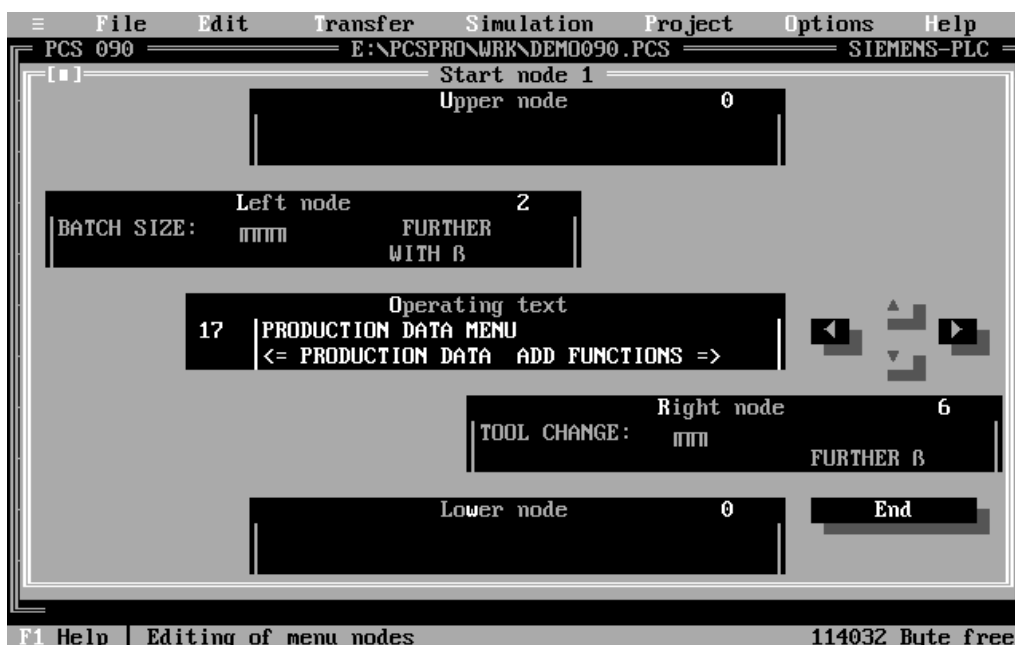 ≡ File Edit Transfer Simulation Project Options Help
PCS 090 E:\PCSPRO\WRK\DEMO090.PCS SIEMENS-PLC
[■] Start node 1
Upper node 0
Left node 2
BATCH SIZE: FURTHER
WITH ß
Operating text
17 PRODUCTION DATA MENU
<= PRODUCTION DATA ADD FUNCTIONS =>
Right node 6
TOOL CHANGE:
FURTHER ß
Lower node 0
End
F1 Help | Editing of menu nodes 114032 Byte free